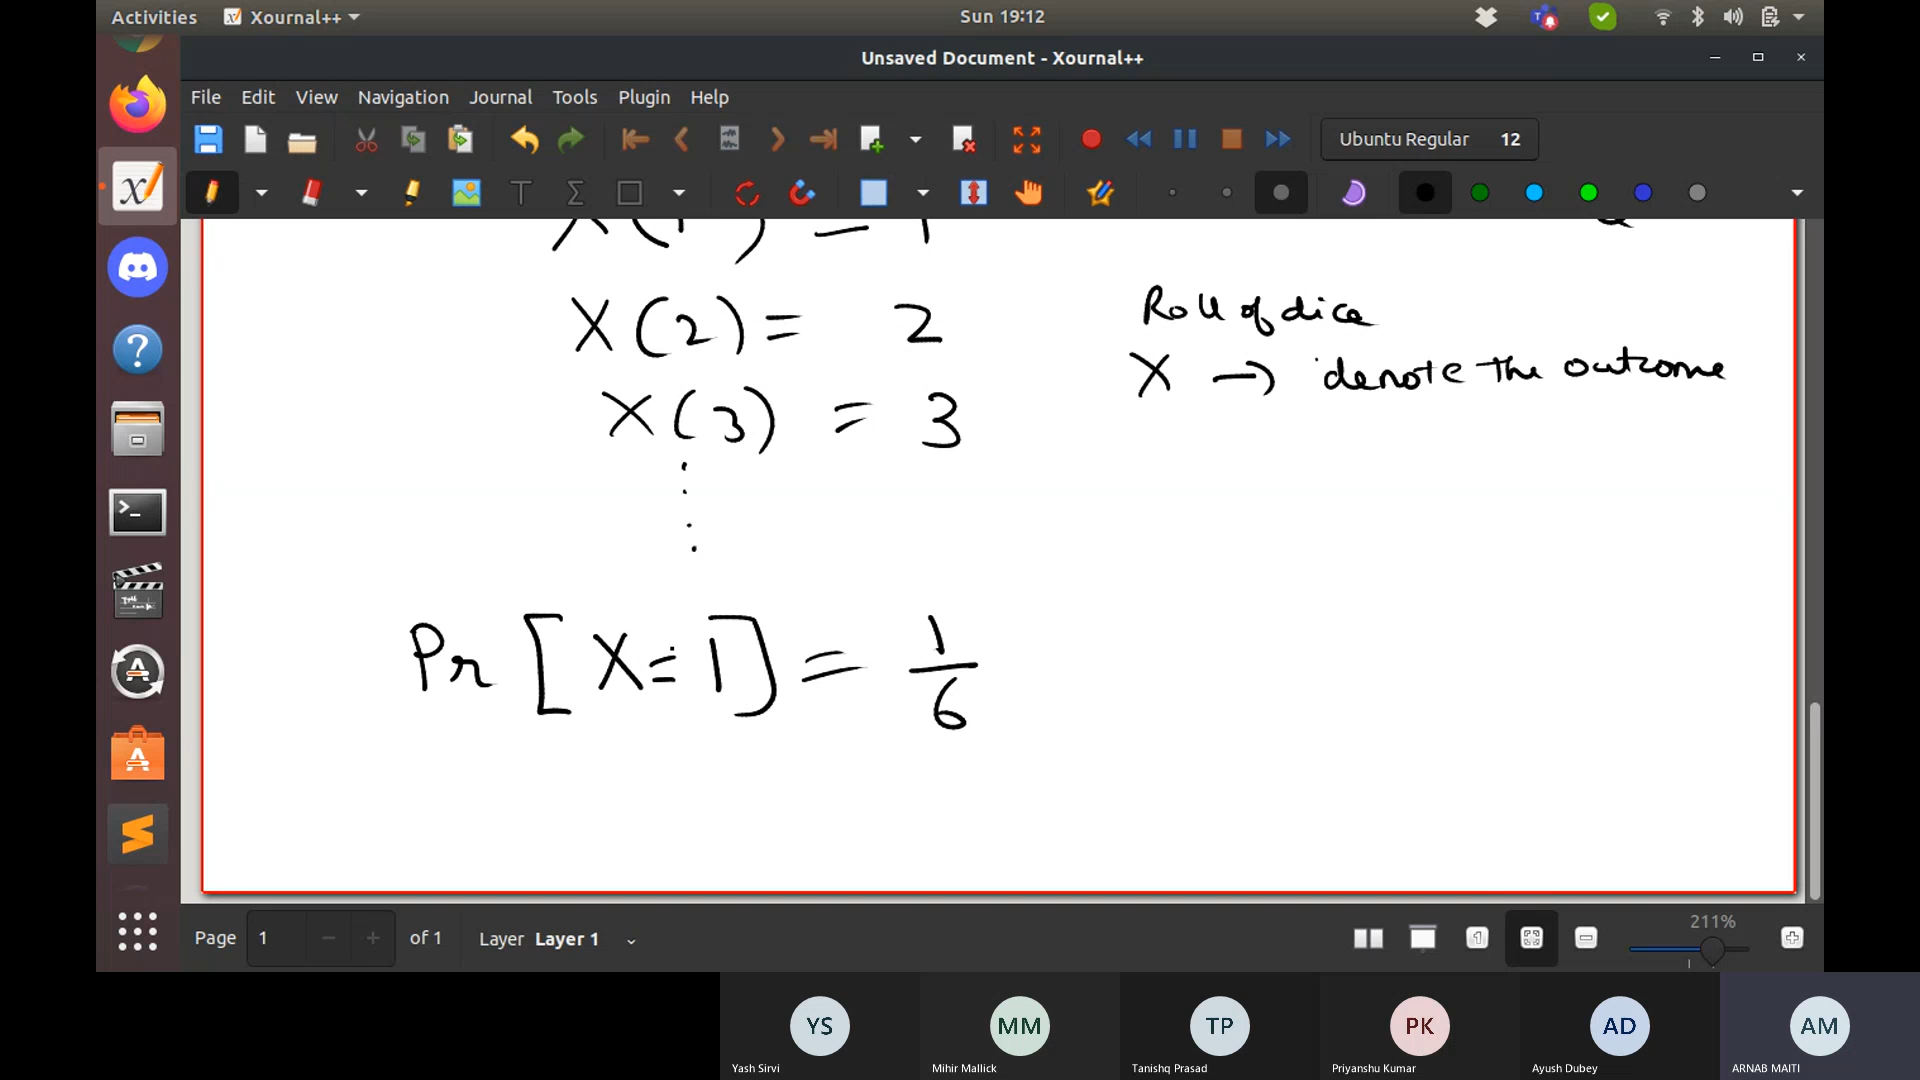 Activities Xournal++ Sun 19:12
Unsaved Document - Xournal++
File Edit View Navigation Journal Tools Plugin Help
Ubuntu Regular 12
X(2) = 2
X(3) = 3
Roll of dice
X → denote the outcome
Pr [X=1] = 1/6
Page 1 of 1 Layer Layer 1
211%
YS MM TP PK AD AM
Yash Sirvi Mihir Mallick Tanishq Prasad Priyanshu Kumar Ayush Dubey ARNAB MAITI